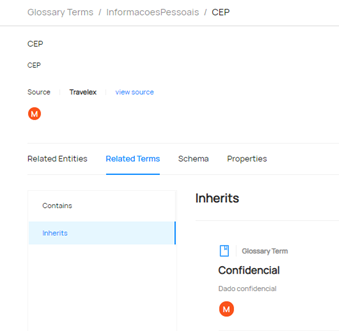 Glossary Terms / InformacoesPessoais / CEP
CEP
CEP
Source Travelex view source
M
Related Entities Related Terms Schema Properties
Contains
Inherits
Inherits
Glossary Term
Confidencial
Dado confidencial
M